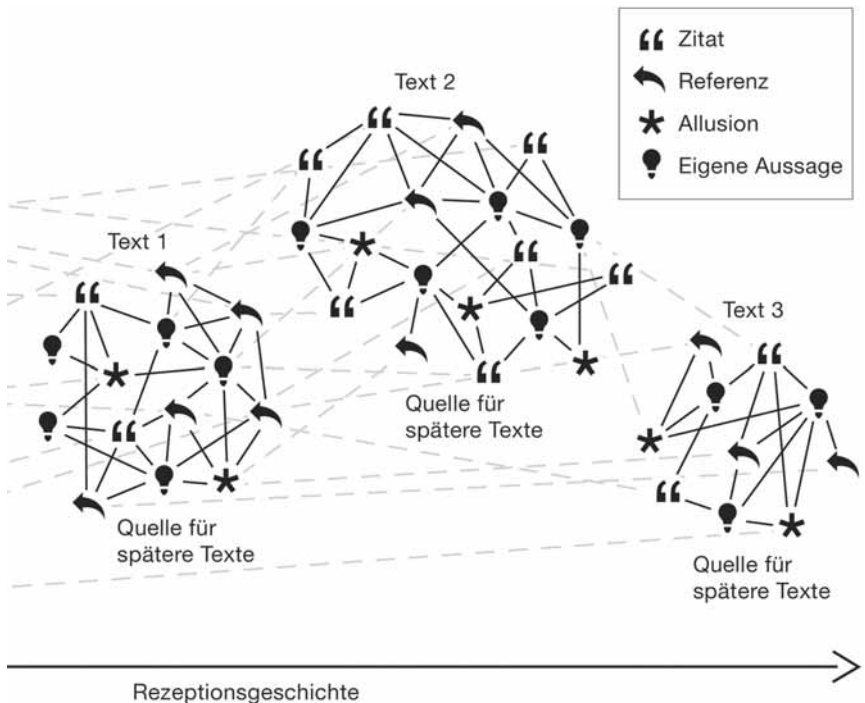 Zitat
Referenz
Allusion
Eigene Aussage
Text 2
Text 1
Text 3
Quelle für
spätere Texte
Quelle für
spätere Texte
Quelle für
spätere Texte
Rezeptionsgeschichte